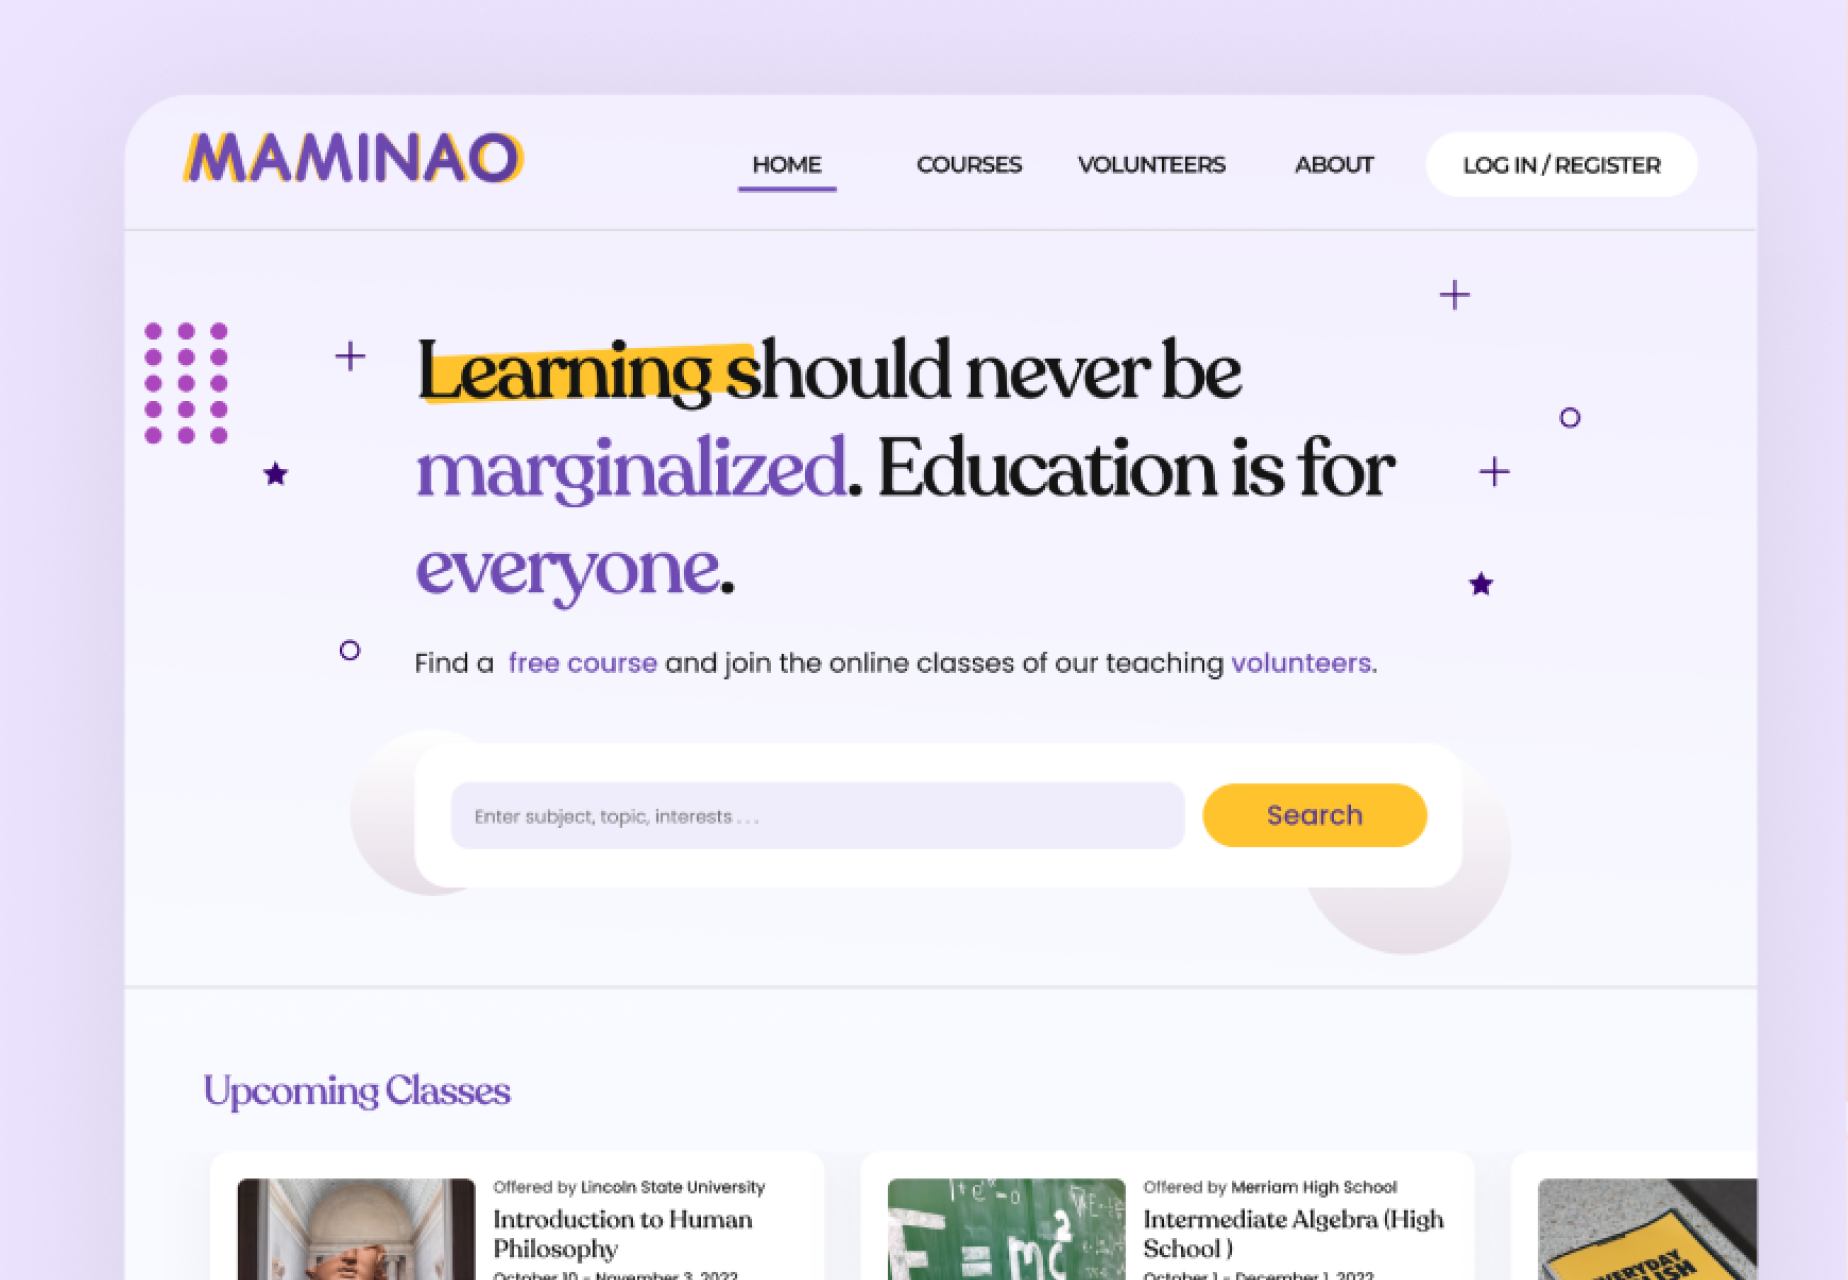 MAMINAO
HOME
COURSES
VOLUNTEERS
ABOUT
LOG IN / REGISTER
Learning should never be
marginalized. Education is for
everyone.
Find a free course and join the online classes of our teaching volunteers.
Enter subject, topic, interests . . .
Search
Upcoming Classes
Offered by Lincoln State University
Introduction to Human
Philosophy
October 10 - November 3, 2022
Offered by Merriam High School
Intermediate Algebra (High
School )
October 1 - December 1, 2022
E = mc²
EVERYDAY